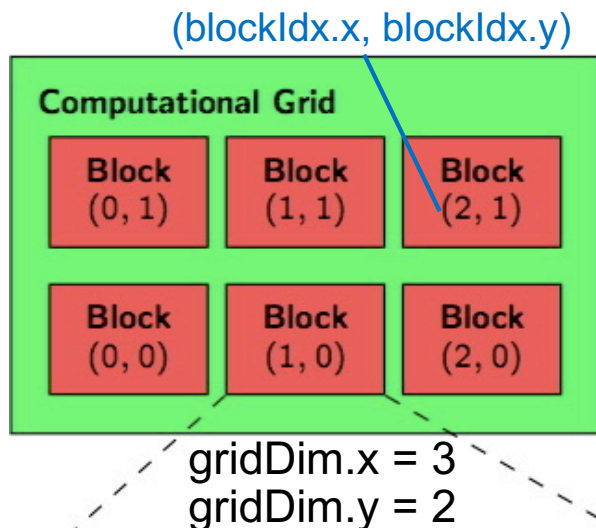 (blockIdx.x, blockIdx.y)
Computational Grid
Block Block Block
(0, 1) (1, 1) (2, 1)
Block Block Block
(0, 0) (1, 0) (2, 0)
gridDim.x = 3
gridDim.y = 2